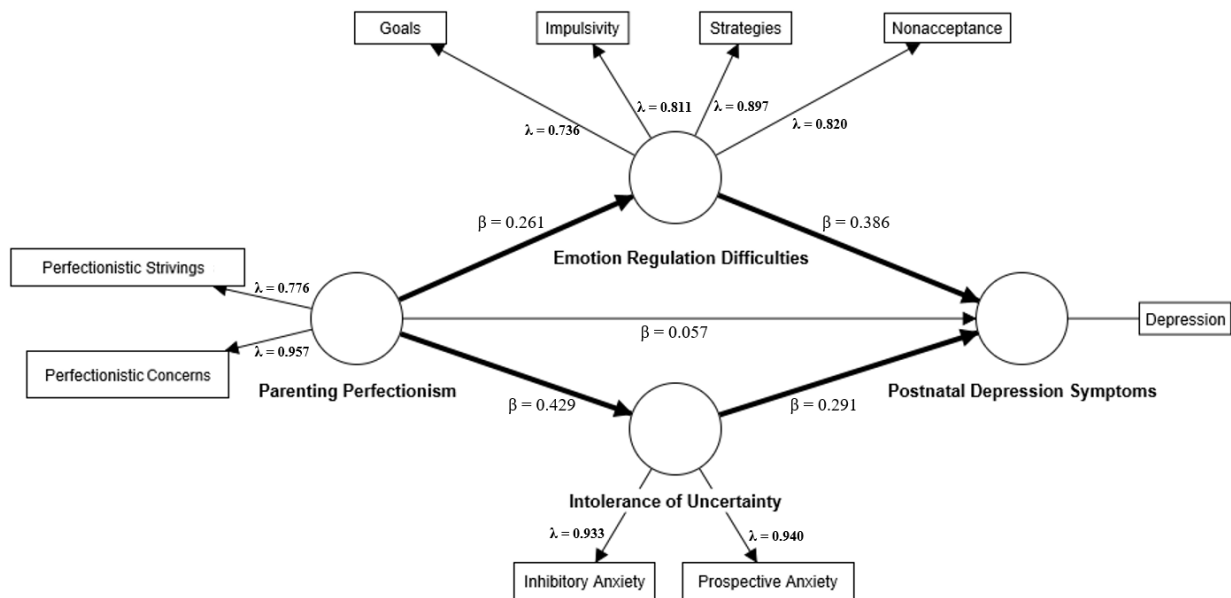 Goals
Impulsivity
Strategies
Nonacceptance
λ = 0.736
λ = 0.811
λ = 0.897
λ = 0.820
β = 0.261
β = 0.386
Emotion Regulation Difficulties
Perfectionistic Strivings
λ = 0.776
Perfectionistic Concerns
λ = 0.957
Parenting Perfectionism
β = 0.057
Depression
Postnatal Depression Symptoms
β = 0.429
β = 0.291
Intolerance of Uncertainty
λ = 0.933
λ = 0.940
Inhibitory Anxiety
Prospective Anxiety